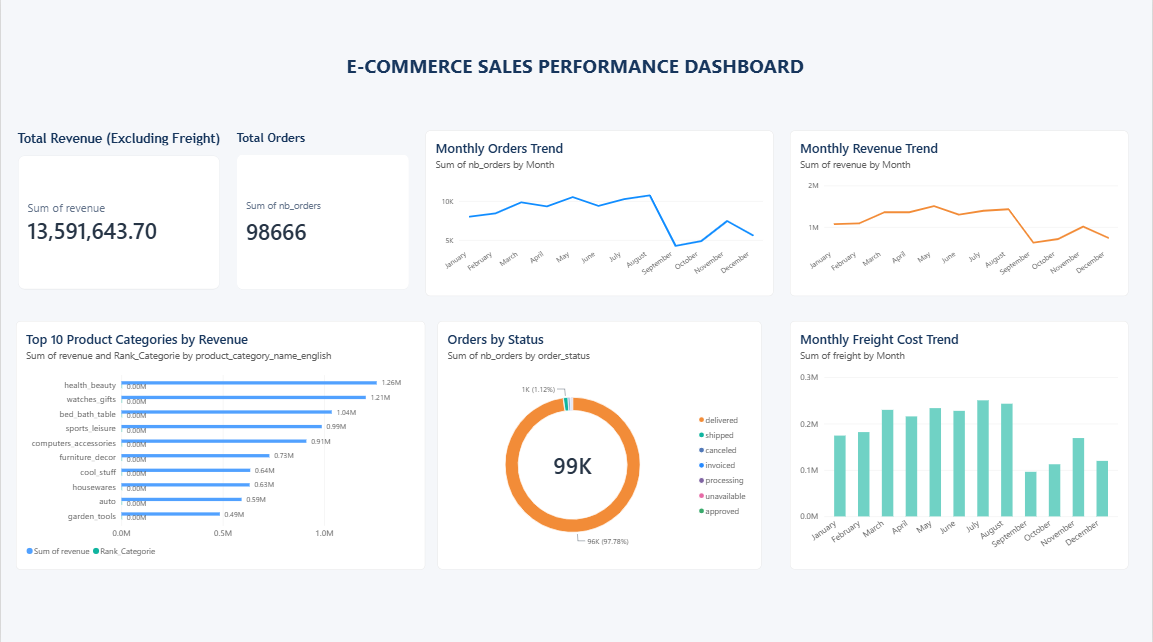 E-COMMERCE SALES PERFORMANCE DASHBOARD
Total Revenue (Excluding Freight)
Sum of revenue
13,591,643.70
Total Orders
Sum of nb_orders
98666
Monthly Orders Trend
Sum of nb_orders by Month
10K
5K
January
February
March
April
May
June
July
August
September
October
November
December
Monthly Revenue Trend
Sum of revenue by Month
2M
1M
January
February
March
April
May
June
July
August
September
October
November
December
Top 10 Product Categories by Revenue
Sum of revenue and Rank_Categorie by product_category_name_english
health_beauty 0.00M 1.26M
watches_gifts 0.00M 1.21M
bed_bath_table 0.00M 1.04M
sports_leisure 0.00M 0.99M
computers_accessories 0.00M 0.91M
furniture_decor 0.00M 0.73M
cool_stuff 0.00M 0.64M
housewares 0.00M 0.63M
auto 0.00M 0.59M
garden_tools 0.00M 0.49M
0.0M 0.5M 1.0M
Sum of revenue Rank_Categorie
Orders by Status
Sum of nb_orders by order_status
1K (1.12%)
99K
96K (97.78%)
delivered
shipped
canceled
invoiced
processing
unavailable
approved
Monthly Freight Cost Trend
Sum of freight by Month
0.3M
0.2M
0.1M
0.0M
January
February
March
April
May
June
July
August
September
October
November
December